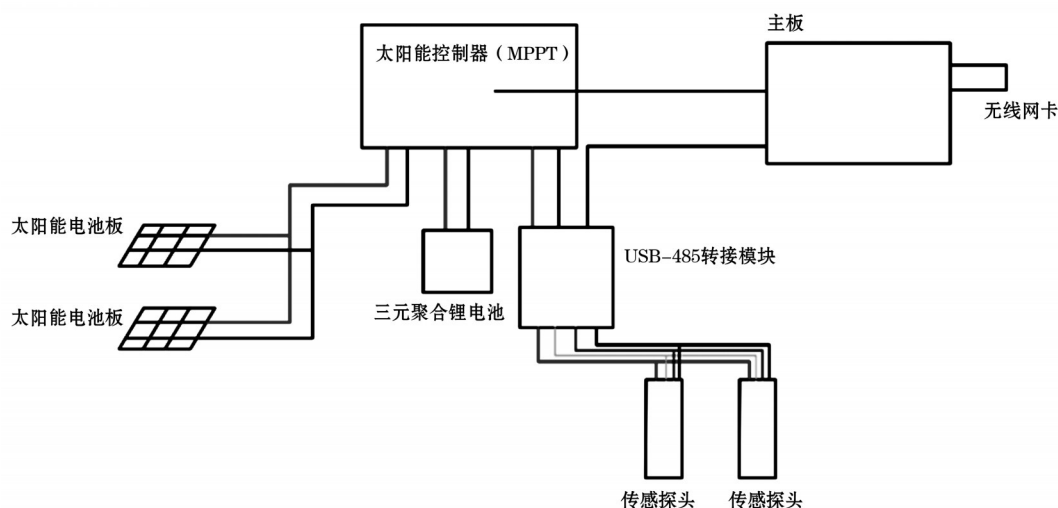 主板
太阳能控制器（MPPT）
无线网卡
太阳能电池板
USB-485转接模块
三元聚合锂电池
太阳能电池板
传感探头
传感探头